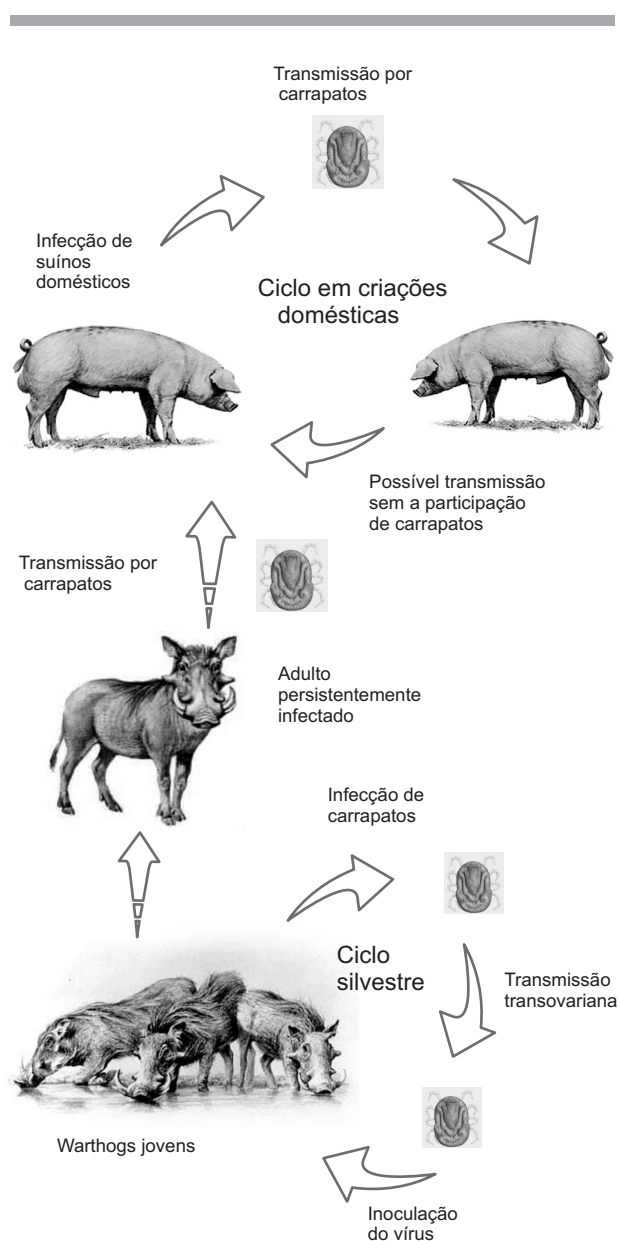 Transmissão por
carrapatos
Infecção de
suínos
domésticos
Ciclo em criações
domésticas
Possível transmissão
sem a participação
de carrapatos
Transmissão por
carrapatos
Adulto
persistentemente
infectado
Infecção de
carrapatos
Ciclo
silvestre
Transmissão
transovariana
Warthogs jovens
Inoculação
do vírus